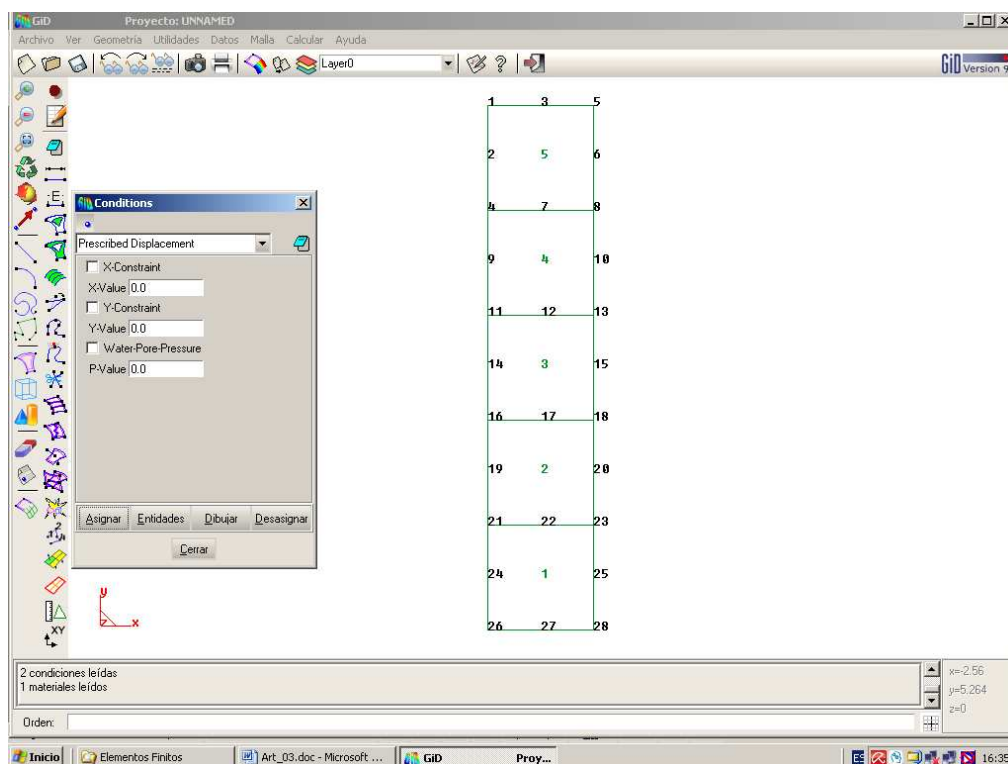 GiD Proyecto: UNNAMED
Archivo Ver Geometría Utilidades Datos Malla Calcular Ayuda
Layer0
GiD Version 9
Conditions
Prescribed Displacement
X-Constraint
X-Value 0.0
Y-Constraint
Y-Value 0.0
Water-Pore-Pressure
P-Value 0.0
Asignar Entidades Dibujar Desasignar
Cerrar
1 3 5
2 5 6
4 7 8
9 4 10
11 12 13
14 3 15
16 17 18
19 2 20
21 22 23
24 1 25
26 27 28
y
z x
:E:
XY
2 condiciones leídas
1 materiales leídos
x=-2.56
y=5.264
z=0
Orden:
Inicio Elementos Finitos Art_03.doc - Microsoft ... GiD Proy... ES 16:35